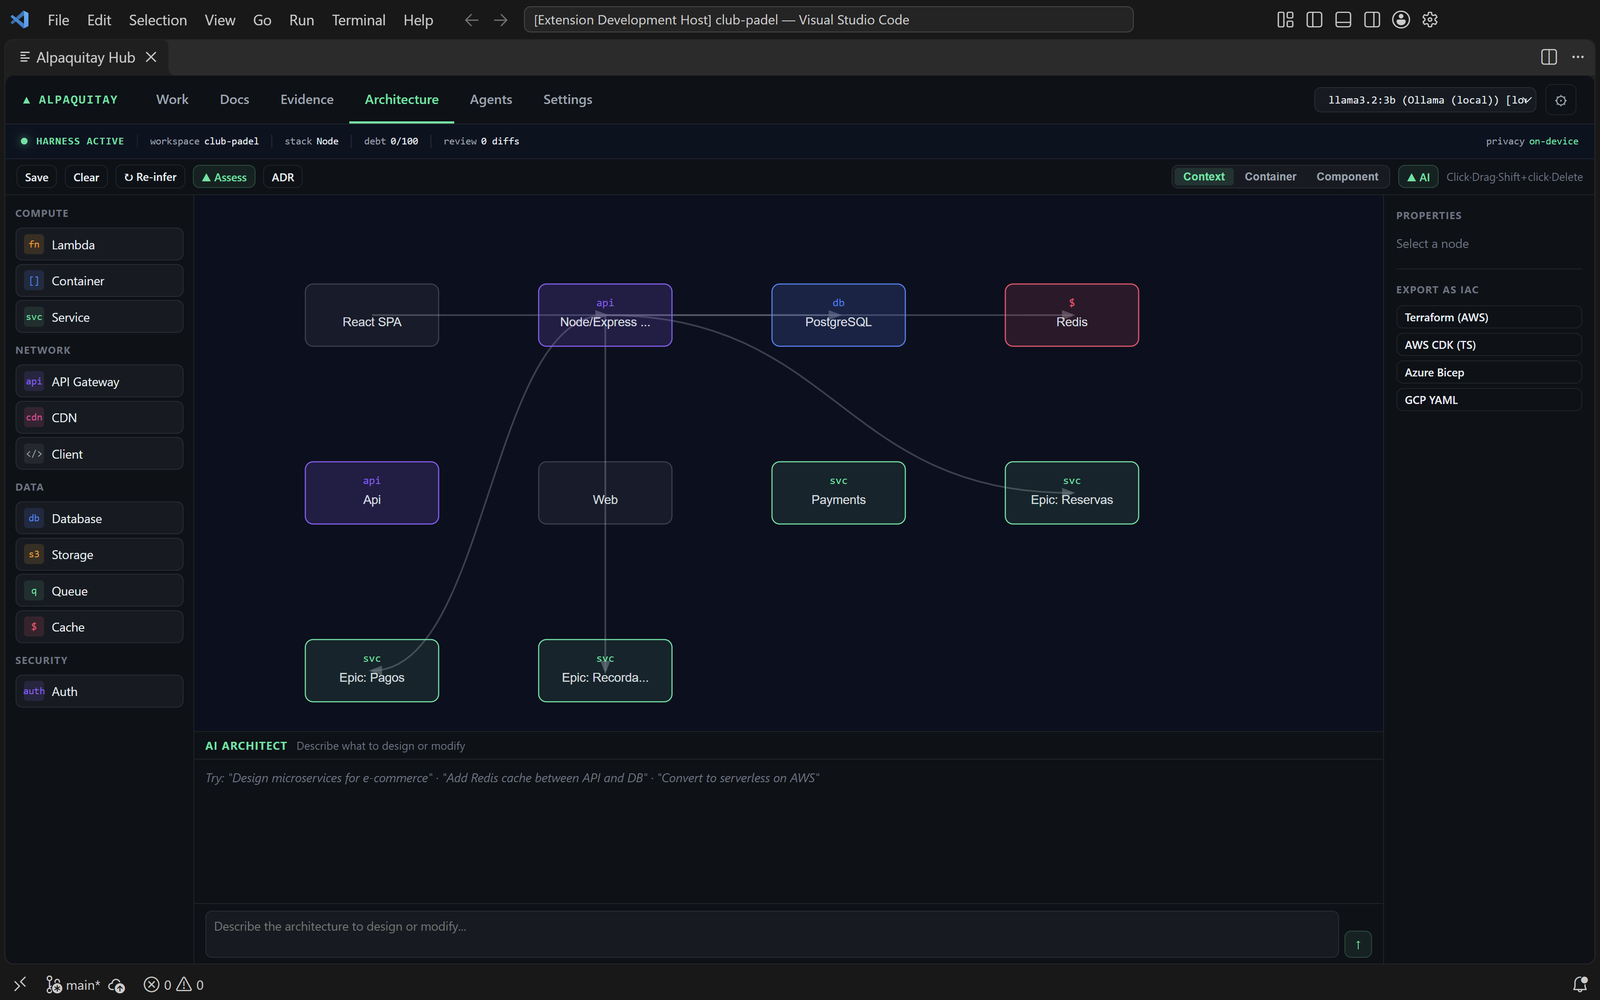 File Edit Selection View Go Run Terminal Help
[Extension Development Host] club-padel — Visual Studio Code
Alpaquitay Hub
▲ ALPAQUITAY
Work Docs Evidence Architecture Agents Settings
llama3.2:3b (Ollama (local)) [lo
HARNESS ACTIVE workspace club-padel stack Node debt 0/100 review 0 diffs
privacy on-device
Save Clear ↻ Re-infer ▲ Assess ADR
Context Container Component ▲ AI Click·Drag·Shift+click·Delete
COMPUTE
fn Lambda
[] Container
svc Service
NETWORK
api API Gateway
cdn CDN
</> Client
DATA
db Database
s3 Storage
q Queue
$ Cache
SECURITY
auth Auth
React SPA
api
Node/Express ...
db
PostgreSQL
$
Redis
api
Api
Web
svc
Payments
svc
Epic: Reservas
svc
Epic: Pagos
svc
Epic: Recorda...
AI ARCHITECT Describe what to design or modify
Try: "Design microservices for e-commerce" · "Add Redis cache between API and DB" · "Convert to serverless on AWS"
Describe the architecture to design or modify...
↑
PROPERTIES
Select a node
EXPORT AS IAC
Terraform (AWS)
AWS CDK (TS)
Azure Bicep
GCP YAML
main* 0 0